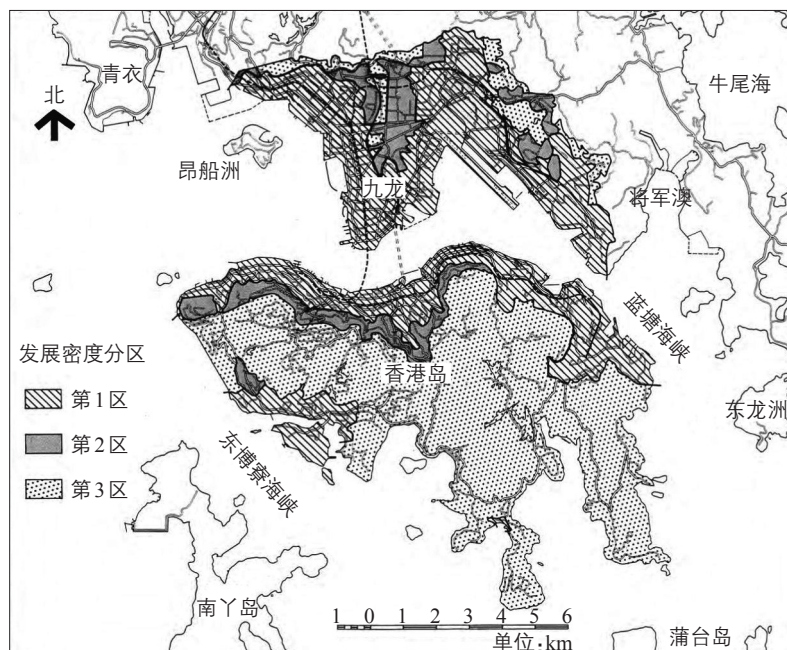 青衣
北
牛尾海
昂船洲
九龙
将军澳
蓝塘海峡
发展密度分区
香港岛
第1区
东龙洲
第2区
第3区
东博寮海峡
南丫岛
1 0 1 2 3 4 5 6
单位:km
蒲台岛